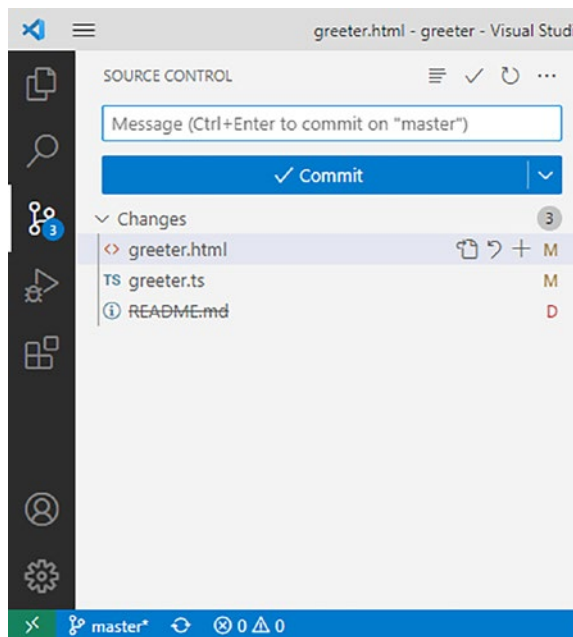 greeter.html - greeter - Visual Studi
SOURCE CONTROL
Message (Ctrl+Enter to commit on "master")
Commit
Changes 3
greeter.html M
3
TS greeter.ts M
README.md D
master* 0 0